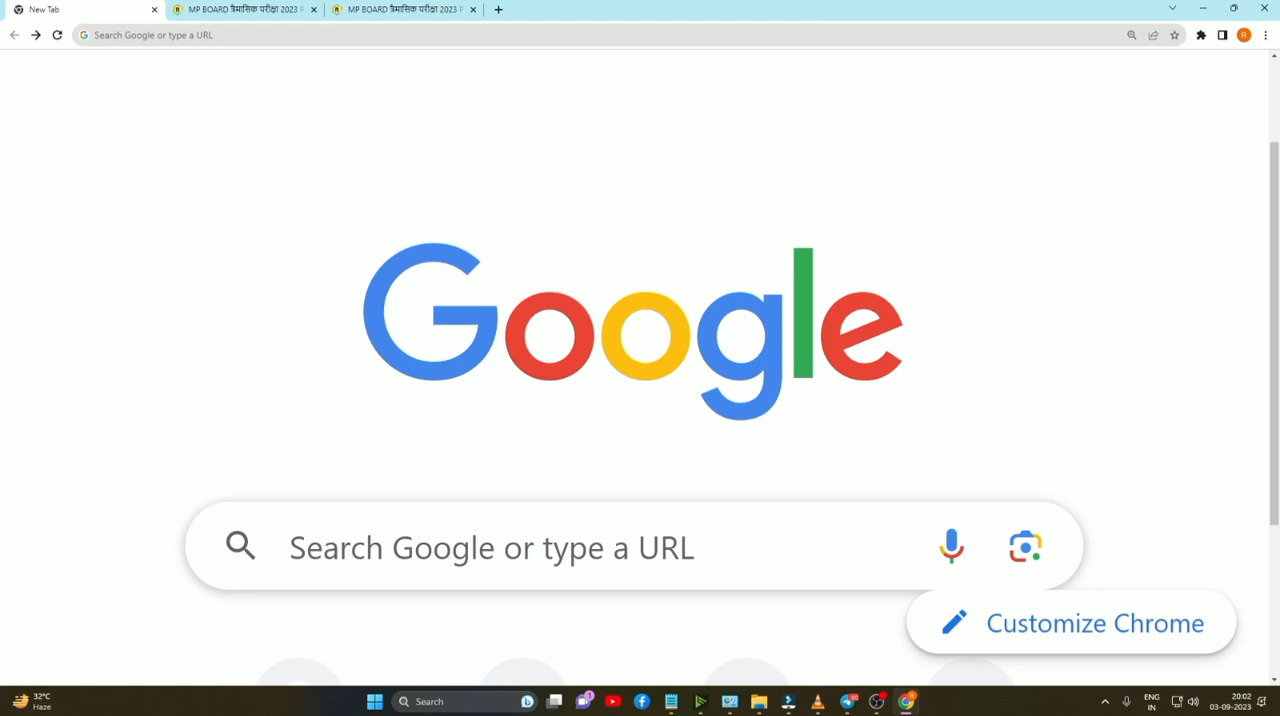 New Tab
MP BOARD त्रैमासिक परीक्षा 2023 P
MP BOARD त्रैमासिक परीक्षा 2023 P
Search Google or type a URL
R
Google
Search Google or type a URL
Customize Chrome
32°C
Haze
Search
1
ENG
IN
20:02
03-09-2023